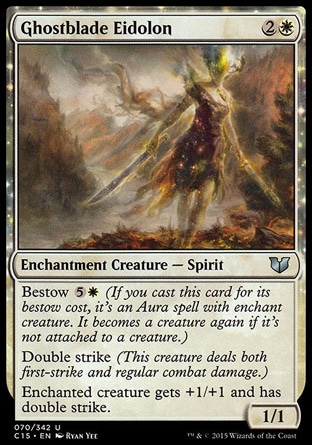 Ghostblade Eidolon 2
Enchantment Creature — Spirit
Bestow 5 (If you cast this card for its
bestow cost, it's an Aura spell with enchant
creature. It becomes a creature again if it's
not attached to a creature.)
Double strike (This creature deals both
first-strike and regular combat damage.)
Enchanted creature gets +1/+1 and has
double strike.
1/1
070/342 U
C15 • EN Ryan Yee
™ & © 2015 Wizards of the Coast